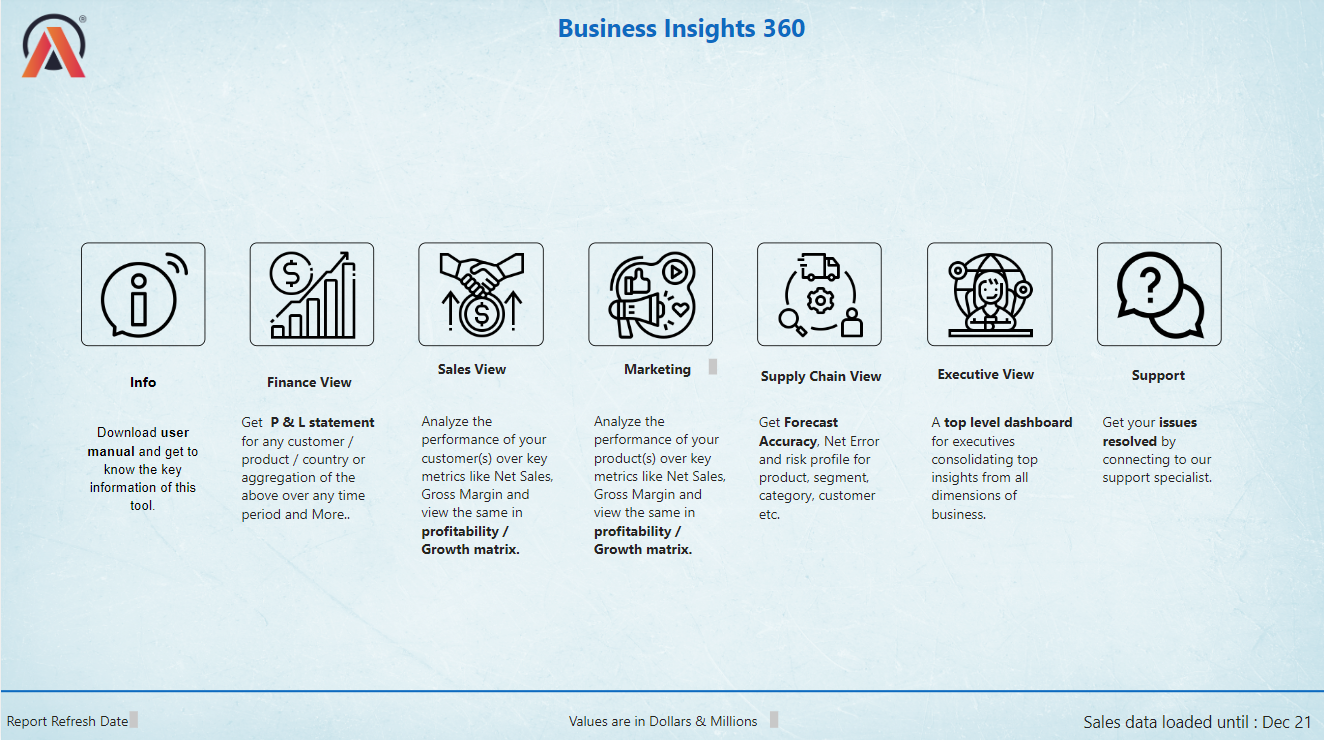 ®
Business Insights 360
Info
Download user
manual and get to
know the key
information of this
tool.
Finance View
Get P & L statement
for any customer /
product / country or
aggregation of the
above over any time
period and More..
Sales View
Analyze the
performance of your
customer(s) over key
metrics like Net Sales,
Gross Margin and
view the same in
profitability /
Growth matrix.
Marketing
Analyze the
performance of your
product(s) over key
metrics like Net Sales,
Gross Margin and
view the same in
profitability /
Growth matrix.
Supply Chain View
Get Forecast
Accuracy, Net Error
and risk profile for
product, segment,
category, customer
etc.
Executive View
A top level dashboard
for executives
consolidating top
insights from all
dimensions of
business.
Support
Get your issues
resolved by
connecting to our
support specialist.
Report Refresh Date
Values are in Dollars & Millions
Sales data loaded until : Dec 21